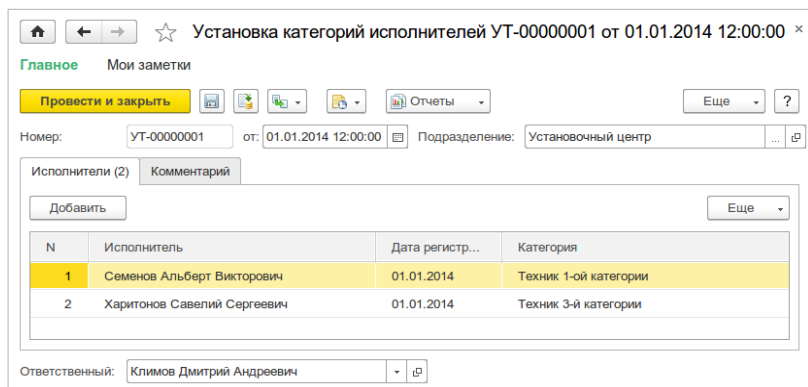 Установка категорий исполнителей УТ-00000001 от 01.01.2014 12:00:00 ×
Главное Мои заметки
Провести и закрыть Отчеты Еще ?
Номер: УТ-00000001 от: 01.01.2014 12:00:00 Подразделение: Установочный центр ...
Исполнители (2) Комментарий
Добавить Еще
N Исполнитель Дата регистр... Категория
1 Семенов Альберт Викторович 01.01.2014 Техник 1-ой категории
2 Харитонов Савелий Сергеевич 01.01.2014 Техник 3-й категории
Ответственный: Климов Дмитрий Андреевич